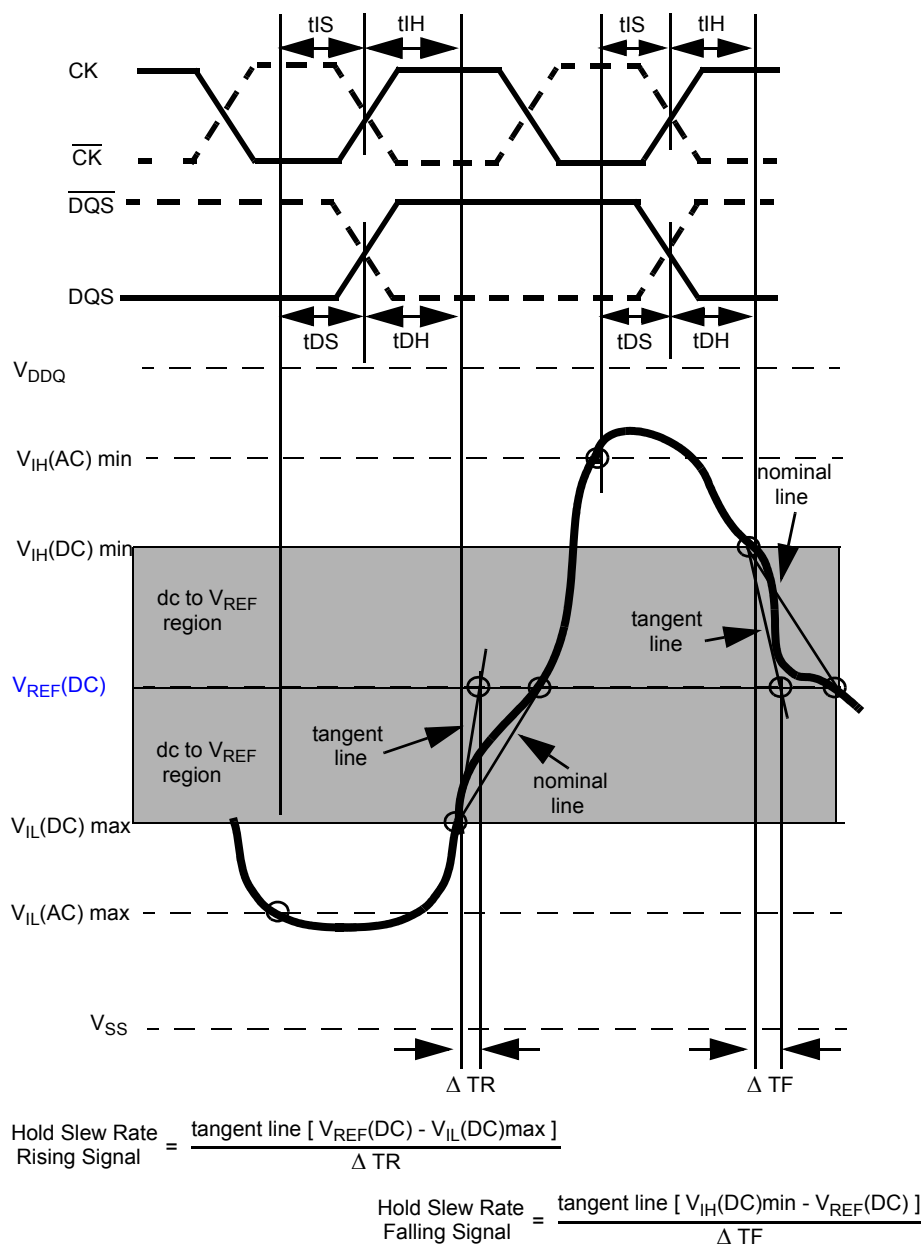 tIS tIH tIS tIH
CK
C̅K̅
D̅Q̅S̅
DQS
tDS tDH tDS tDH
VDDQ
VIH(AC) min
nominal
line
VIH(DC) min
dc to VREF
region
tangent
line
VREF(DC)
tangent
line
dc to VREF
region
nominal
line
VIL(DC) max
VIL(AC) max
VSS
Δ TR Δ TF
Hold Slew Rate
Rising Signal = tangent line [ VREF(DC) - VIL(DC)max ]
Δ TR
Hold Slew Rate
Falling Signal = tangent line [ VIH(DC)min - VREF(DC) ]
Δ TF